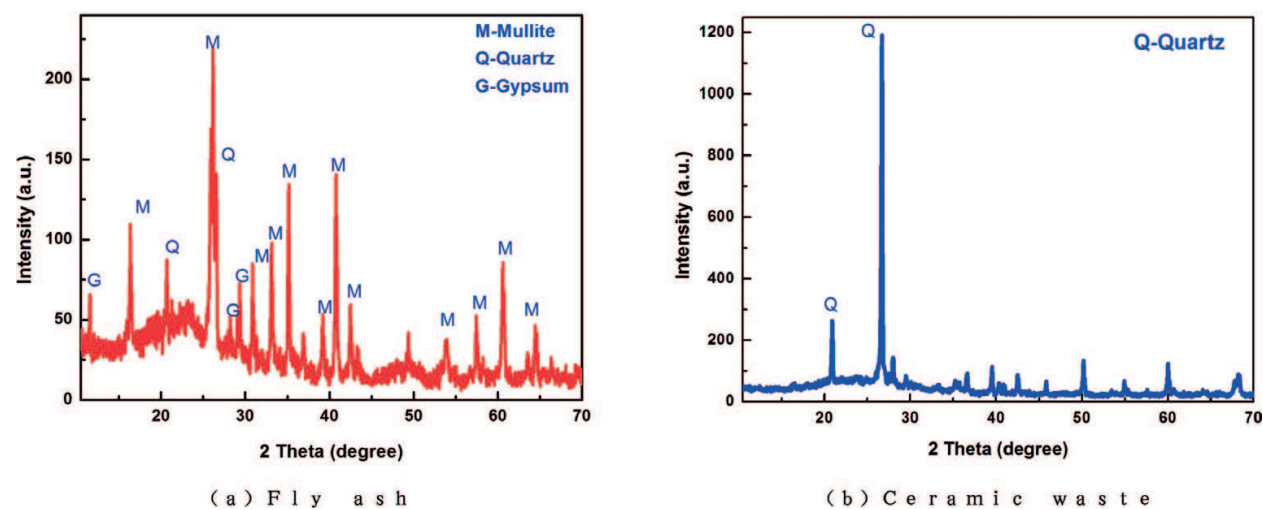 M-Mullite
Q-Quartz
G-Gypsum
M
Q
M
M
M
Q
G
M
M
G
G
M
M
M
M
M
M
200
150
100
50
0
20
30
40
50
60
70
Intensity (a.u.)
2 Theta (degree)
(a) Fly ash
Q-Quartz
Q
Q
1200
1000
800
600
400
200
0
20
30
40
50
60
70
Intensity (a.u.)
2 Theta (degree)
(b) Ceramic waste